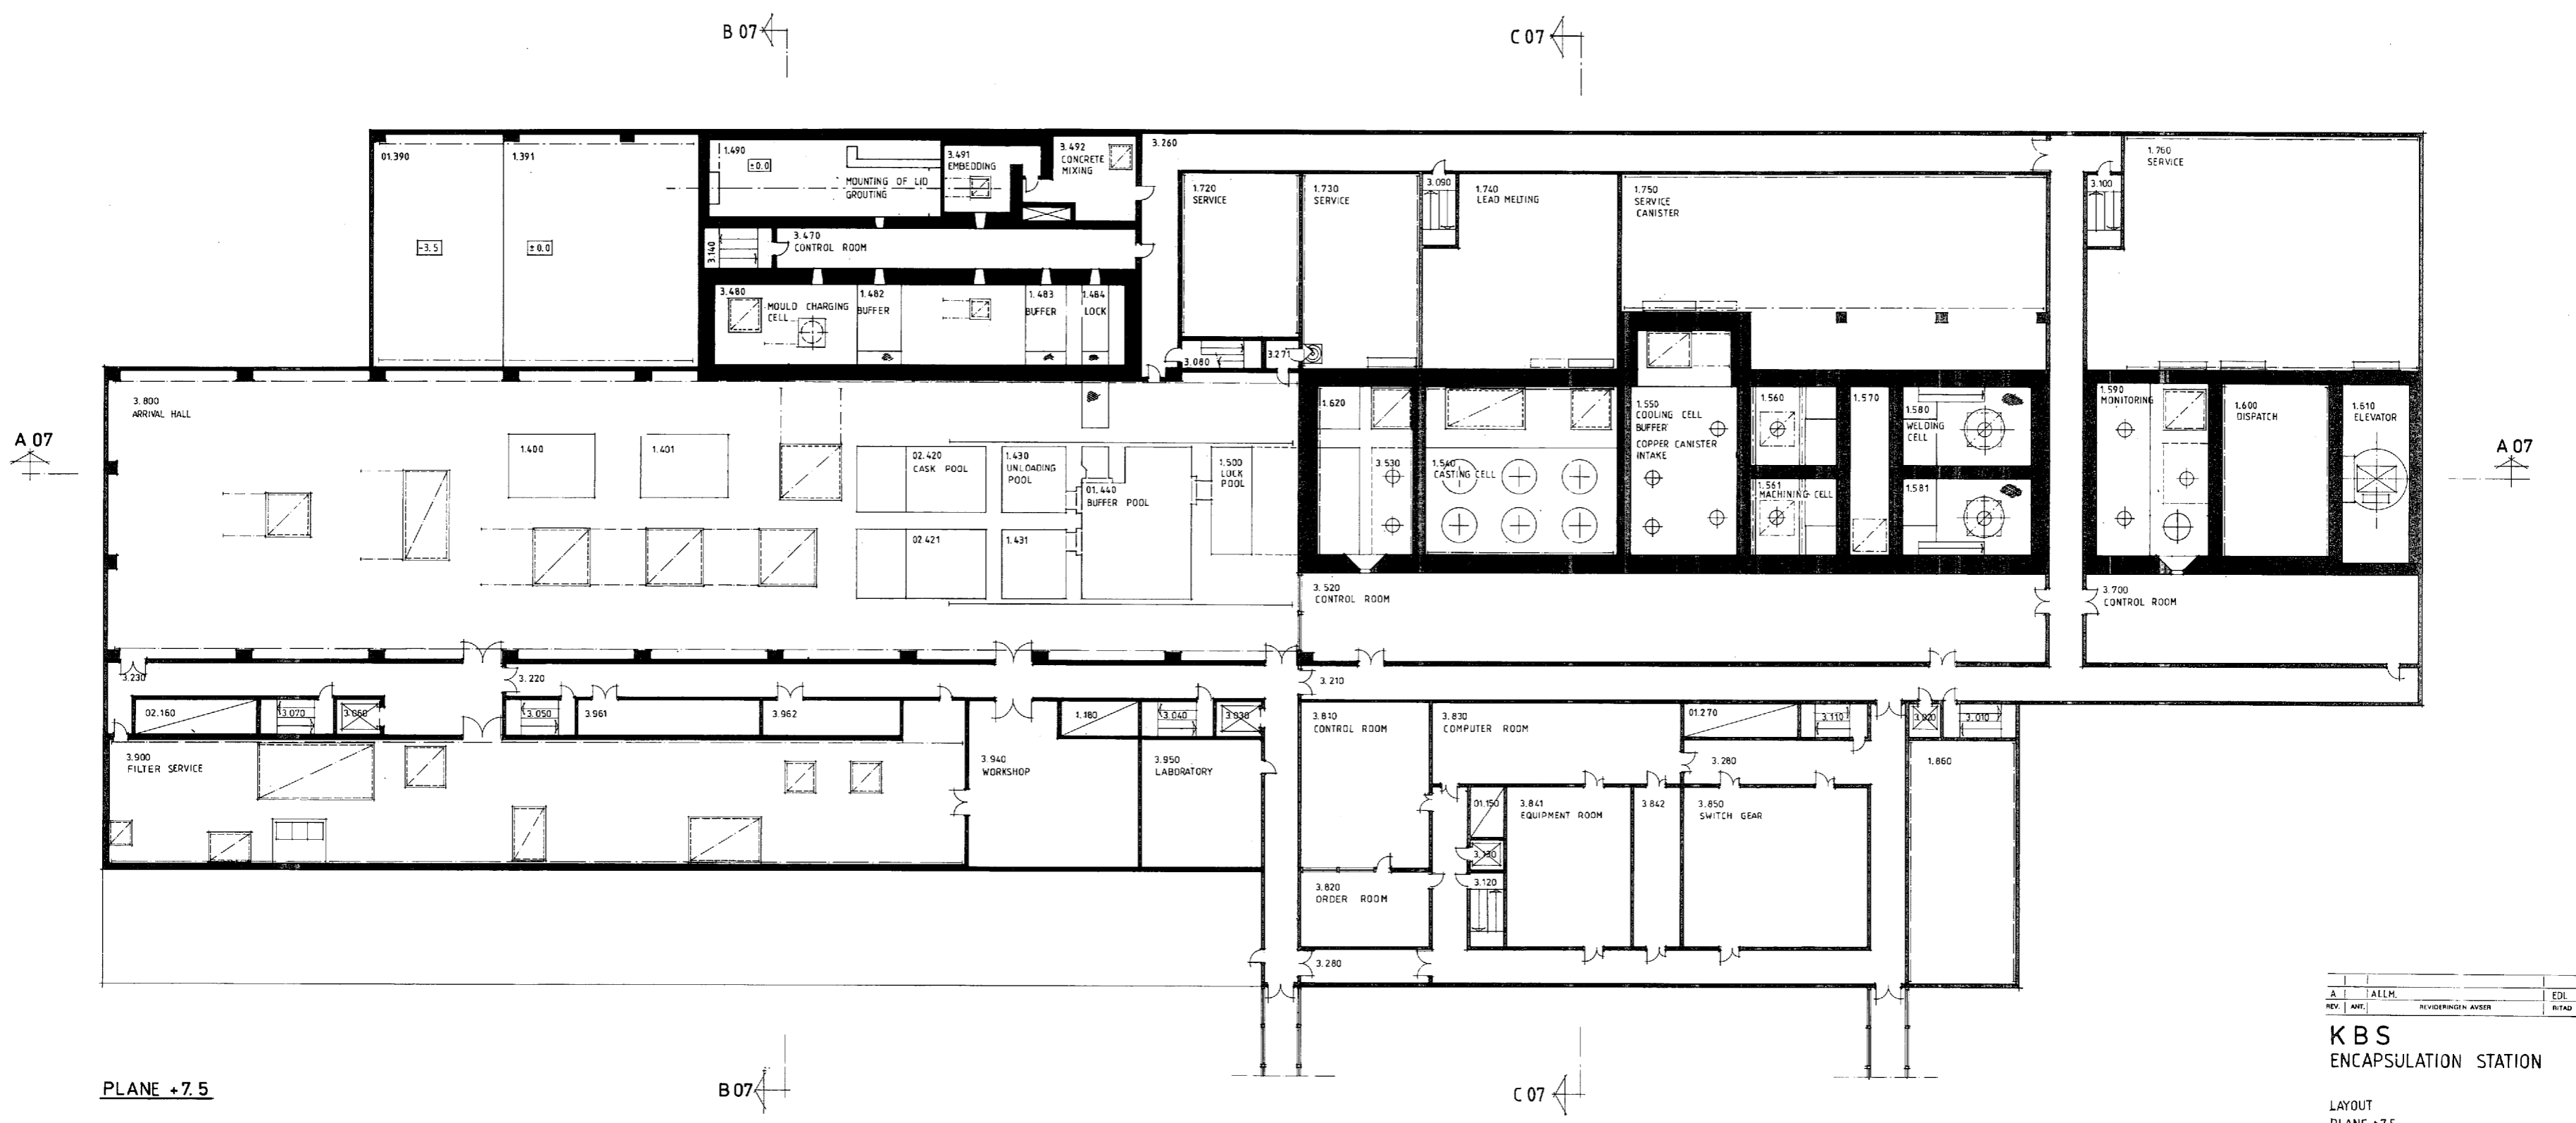 B 07
C 07
01.390
1.391
1.490
±0.0
MOUNTING OF LID
GROUTING
3.491
EMBEDDING
3.492
CONCRETE
MIXING
3.260
1.760
SERVICE
1.720
SERVICE
1.730
SERVICE
3.090
1.740
LEAD MELTING
1.750
SERVICE
CANISTER
3.100
-3.5
±0.0
3.140
3.470
CONTROL ROOM
3.480
MOULD CHARGING
CELL
1.482
BUFFER
1.483
BUFFER
1.484
LOCK
3.080
3.271
3.800
ARRIVAL HALL
A 07
1.400
1.401
02.420
CASK POOL
1.430
UNLOADING
POOL
01.440
BUFFER POOL
1.500
LOCK
POOL
02.421
1.431
1.620
3.530
1.540
CASTING CELL
1.550
COOLING CELL
BUFFER
COPPER CANISTER
INTAKE
1.560
1.561
MACHINING CELL
1.570
1.580
WELDING
CELL
1.581
1.590
MONITORING
1.600
DISPATCH
1.610
ELEVATOR
A 07
3.520
CONTROL ROOM
3.700
CONTROL ROOM
3.230
3.220
3.210
02.160
3.070
3.060
3.050
3.961
3.962
1.180
3.040
3.030
3.810
CONTROL ROOM
3.830
COMPUTER ROOM
01.270
3.110
3.020
3.010
3.900
FILTER SERVICE
3.940
WORKSHOP
3.950
LABORATORY
3.280
1.860
01.150
3.841
EQUIPMENT ROOM
3.842
3.850
SWITCH GEAR
3.130
3.120
3.820
ORDER ROOM
3.280
A ALLM. EDL
REV. ANT. REVIDERINGEN AVSER RITAD
KBS
ENCAPSULATION STATION
LAYOUT
PLANE +7.5
PLANE +7.5
B 07
C 07